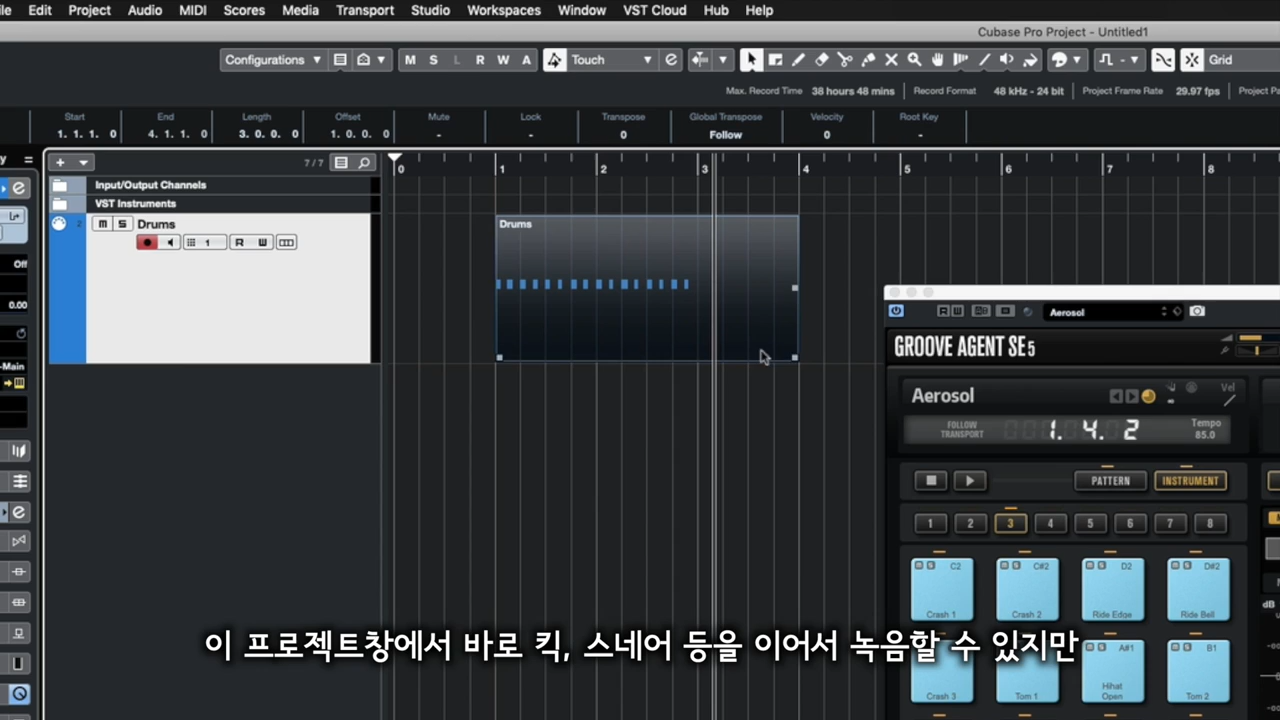 Edit Project Audio MIDI Scores Media Transport Studio Workspaces Window VST Cloud Hub Help
Cubase Pro Project - Untitled1
Configurations M S L R W A Touch Grid
Max. Record Time 38 hours 48 mins Record Format 48 kHz - 24 bit Project Frame Rate 29.97 fps Project Pa
Start End Length Offset Mute Lock Transpose Global Transpose Velocity Root Key
1. 1. 1. 0 4. 1. 1. 0 3. 0. 0. 0 1. 0. 0. 0 - - 0 Follow 0 -
+ 7 / 7 0 1 2 3 4 5 6 7 8
Input/Output Channels
VST Instruments
2 M S Drums
1 R W
Drums
Off
0.00
-Main
R W Aerosol
GROOVE AGENT SE 5
Aerosol Vel
FOLLOW TRANSPORT 1. 4. 2 Tempo 85.0
PATTERN INSTRUMENT
1 2 3 4 5 6 7 8
C2 C#2 D2 D#2
Crash 1 Crash 2 Ride Edge Ride Bell
dB
A#1 B1
Crash 3 Tom 1 Hihat Open Tom 2
이 프로젝트창에서 바로 킥, 스네어 등을 이어서 녹음할 수 있지만